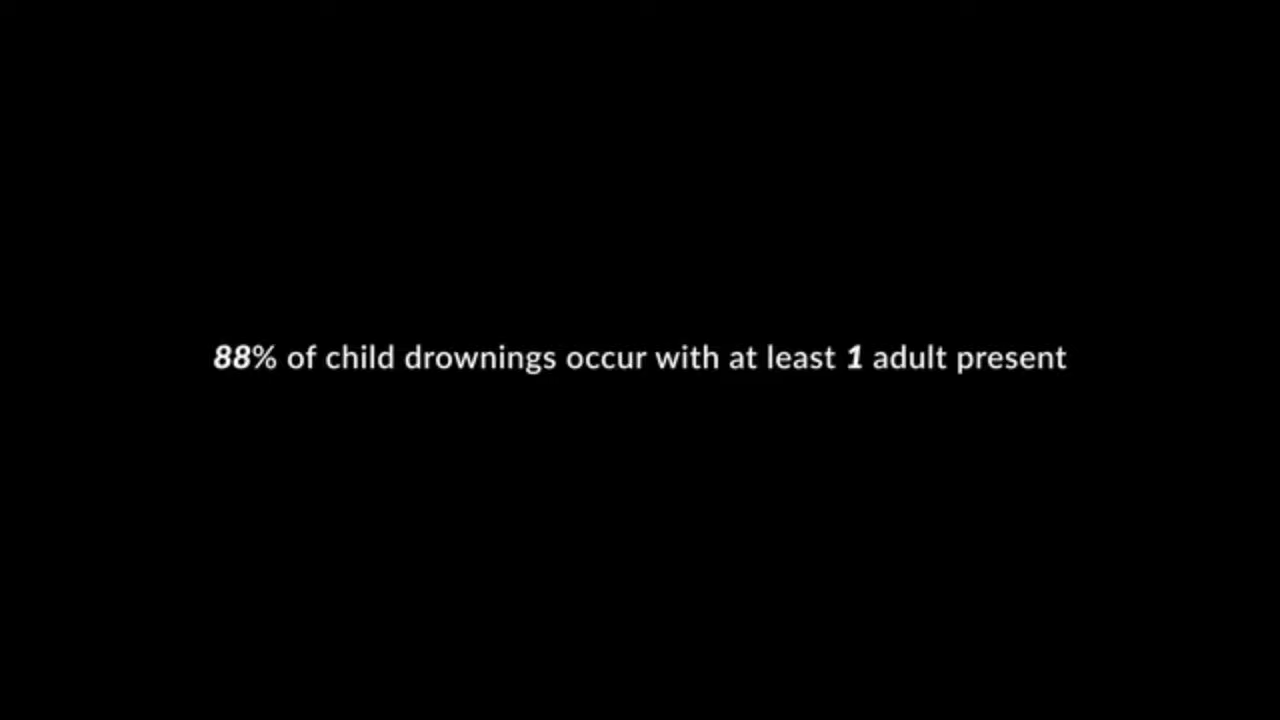 88% of child drownings occur with at least 1 adult present